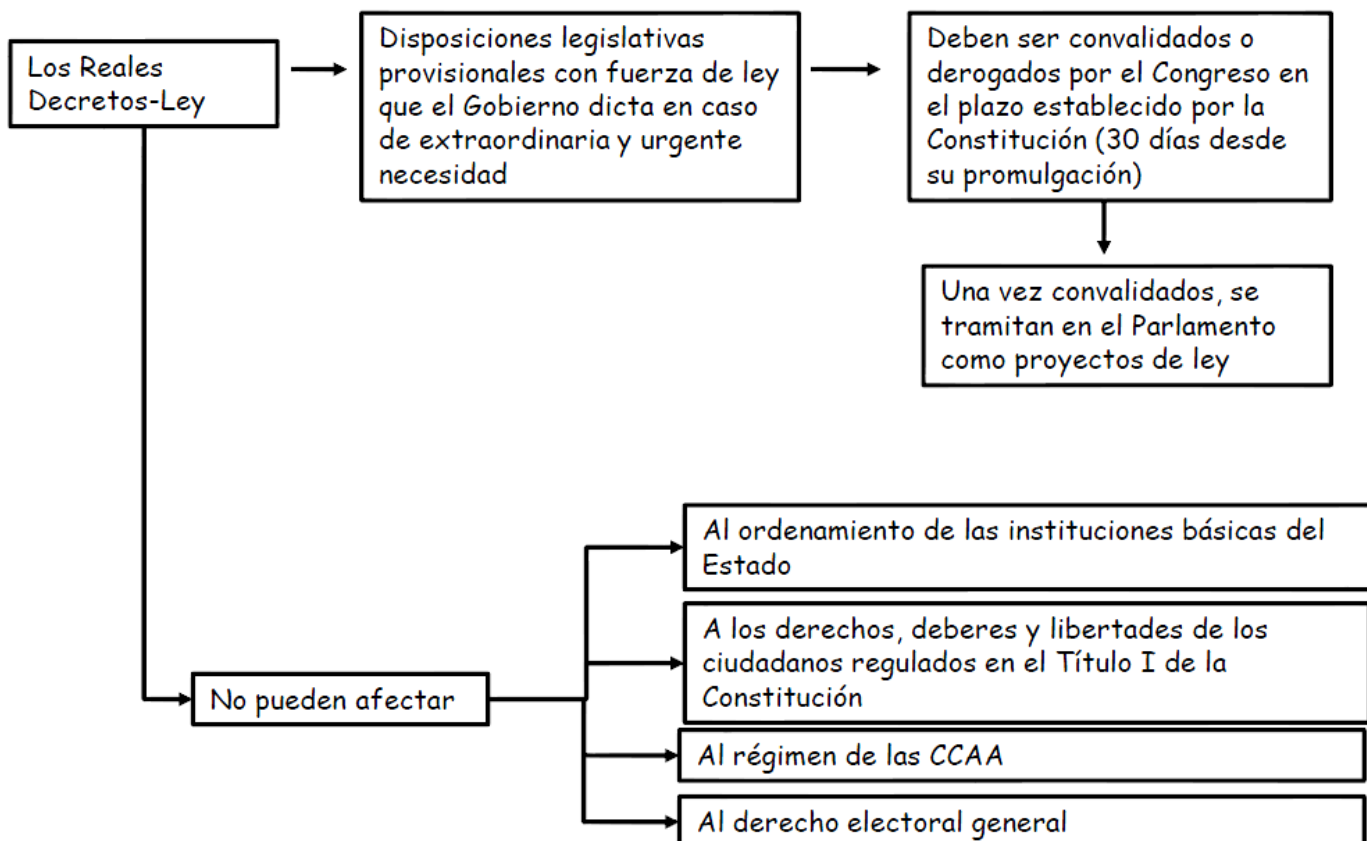 Los Reales
Decretos-Ley
Disposiciones legislativas
provisionales con fuerza de ley
que el Gobierno dicta en caso
de extraordinaria y urgente
necesidad
Deben ser convalidados o
derogados por el Congreso en
el plazo establecido por la
Constitución (30 días desde
su promulgación)
Una vez convalidados, se
tramitan en el Parlamento
como proyectos de ley
No pueden afectar
Al ordenamiento de las instituciones básicas del
Estado
A los derechos, deberes y libertades de los
ciudadanos regulados en el Título I de la
Constitución
Al régimen de las CCAA
Al derecho electoral general